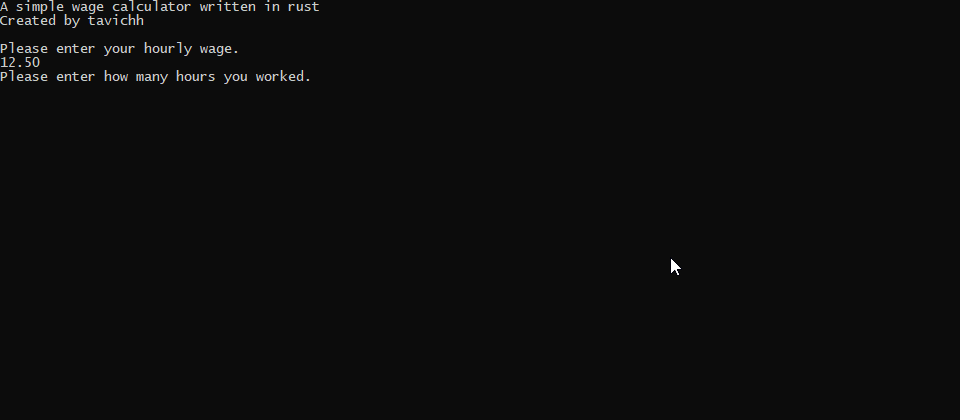 A simple wage calculator written in rust
Created by tavichh
Please enter your hourly wage.
12.50
Please enter how many hours you worked.